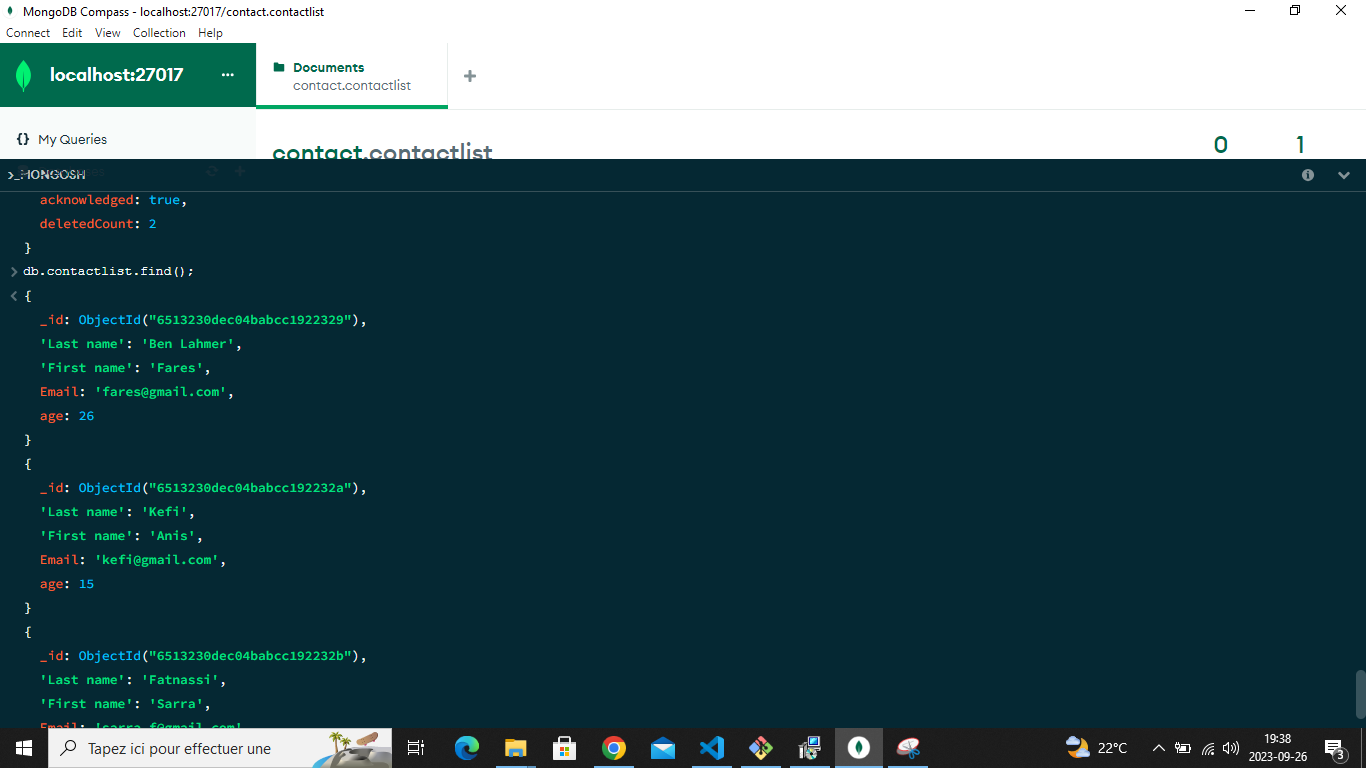 MongoDB Compass - localhost:27017/contact.contactlist
Connect Edit View Collection Help
localhost:27017 ...
Documents
contact.contactlist
{} My Queries
contact.contactlist
0 1
>_MONGOSH
acknowledged: true,
deletedCount: 2
}
> db.contactlist.find();
< {
_id: ObjectId("6513230dec04babcc1922329"),
'Last name': 'Ben Lahmer',
'First name': 'Fares',
Email: 'fares@gmail.com',
age: 26
}
{
_id: ObjectId("6513230dec04babcc192232a"),
'Last name': 'Kefi',
'First name': 'Anis',
Email: 'kefi@gmail.com',
age: 15
}
{
_id: ObjectId("6513230dec04babcc192232b"),
'Last name': 'Fatnassi',
'First name': 'Sarra',
Email: 'sarra.f@gmail.com'
Tapez ici pour effectuer une
22°C
19:38
2023-09-26
3